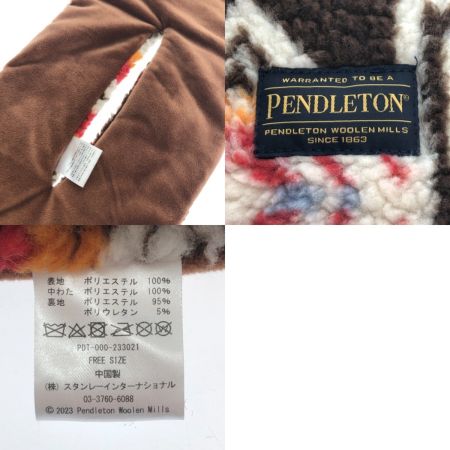 WARRANTED TO BE A
PENDLETON®
PENDLETON WOOLEN MILLS
SINCE 1863
表地 ポリエステル 100%
中わた ポリエステル 100%
裏地 ポリエステル 95%
ポリウレタン 5%
PDT-000-233021
FREE SIZE
中国製
(株) スタンレーインターナショナル
03-3760-6088
©2023 Pendleton Woolen Mills